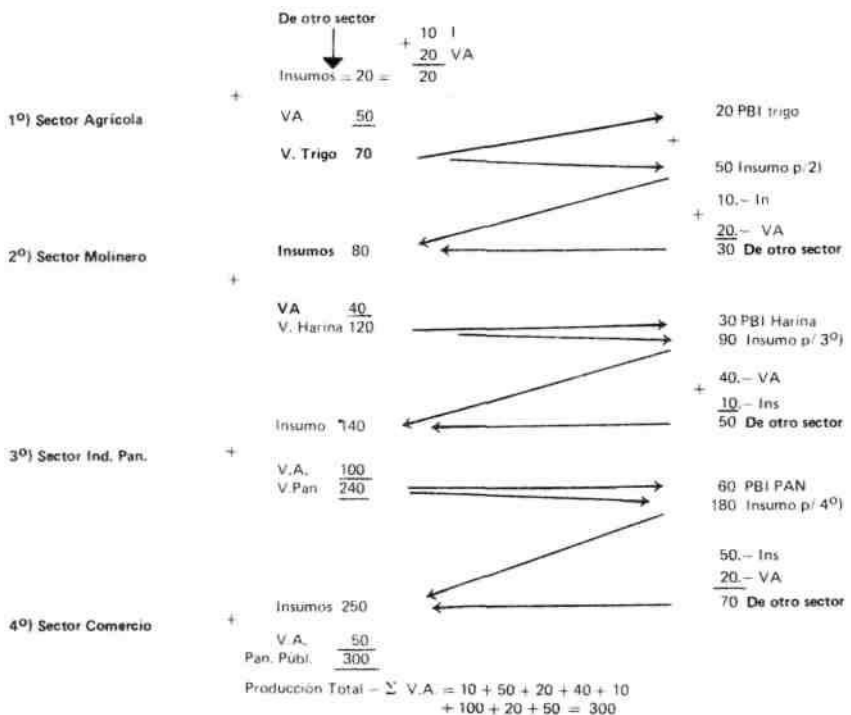 De otro sector
+ 10 I
20 VA
Insumos = 20 = 20
+
1º) Sector Agrícola
VA 50
20 PBI trigo
V. Trigo 70
+
50 Insumo p/2)
10.- In
+
20.- VA
2º) Sector Molinero
Insumos 80
30 De otro sector
+
VA 40
V. Harina 120
30 PBI Harina
90 Insumo p/ 3º)
40.- VA
+
10.- Ins
Insumo 140
50 De otro sector
3º) Sector Ind. Pan.
+
V.A. 100
V.Pan 240
60 PBI PAN
180 Insumo p/ 4º)
50.- Ins
20.- VA
Insumos 250
70 De otro sector
4º) Sector Comercio
+
V.A. 50
Pan. Públ. 300
Producción Total - Σ V.A. = 10 + 50 + 20 + 40 + 10
+ 100 + 20 + 50 = 300